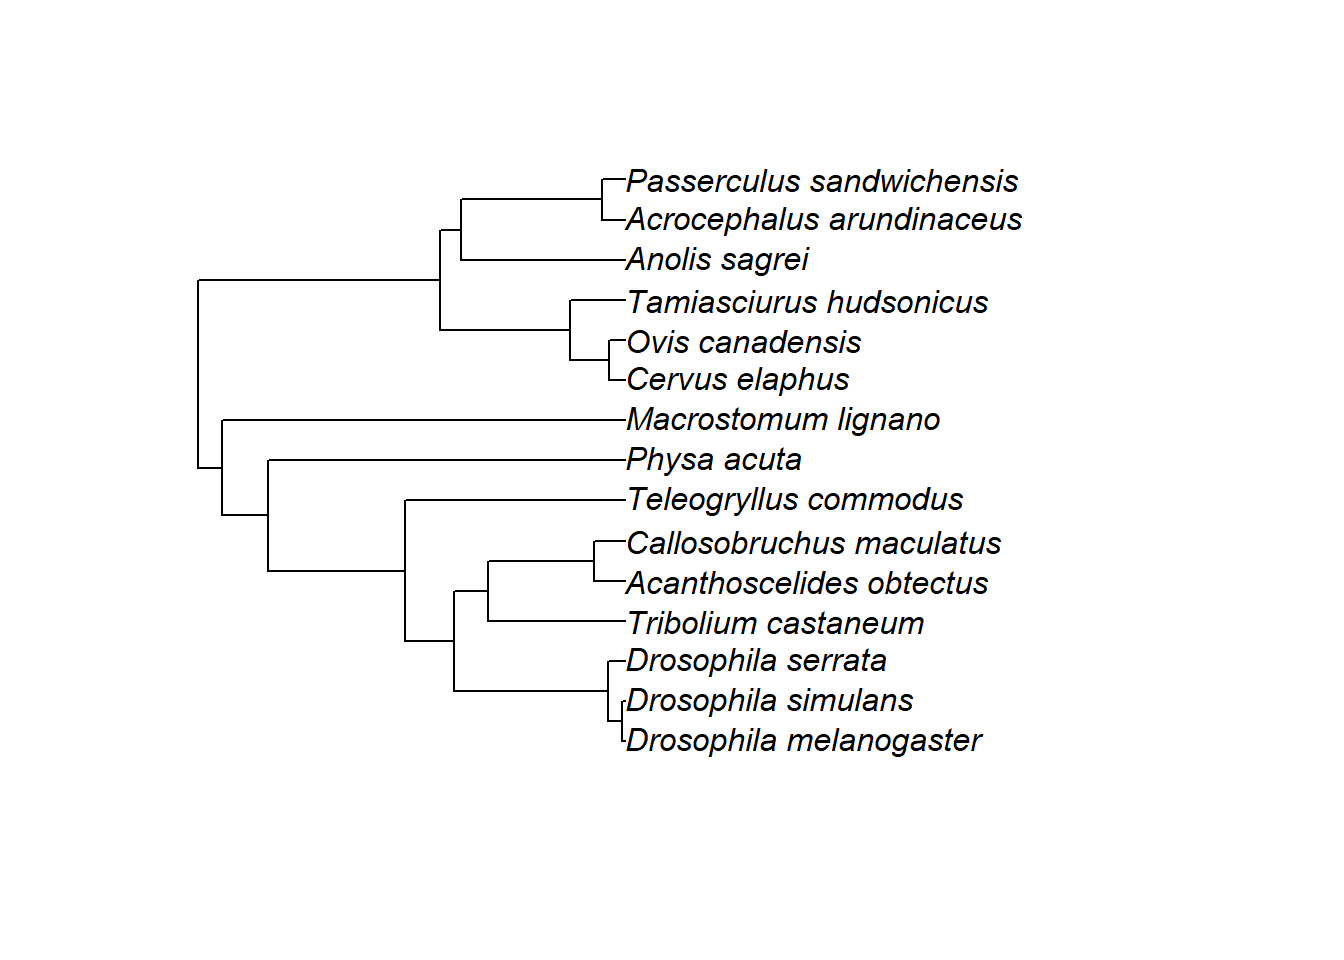 Passerculus sandwichensis
Acrocephalus arundinaceus
Anolis sagrei
Tamiasciurus hudsonicus
Ovis canadensis
Cervus elaphus
Macrostomum lignano
Physa acuta
Teleogryllus commodus
Callosobruchus maculatus
Acanthoscelides obtectus
Tribolium castaneum
Drosophila serrata
Drosophila simulans
Drosophila melanogaster